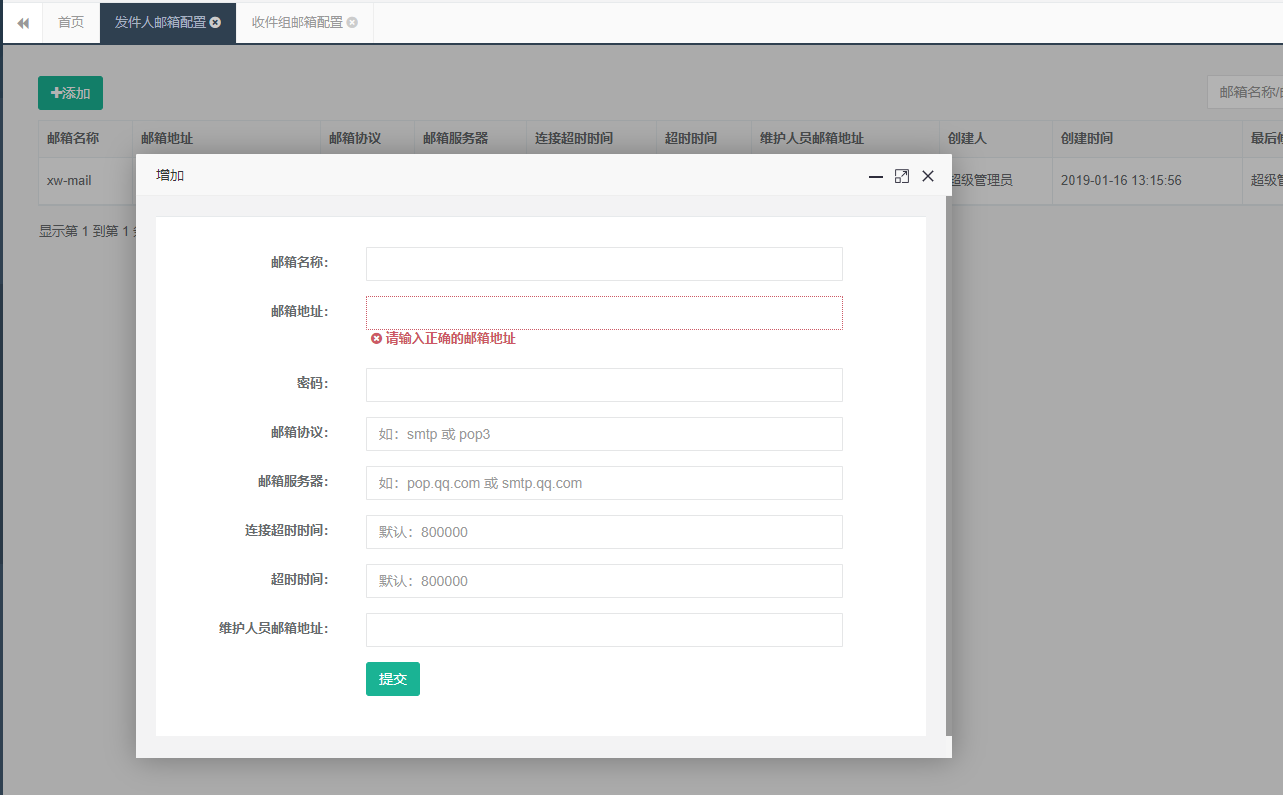 首页
发件人邮箱配置
收件组邮箱配置
添加
邮箱名称/
邮箱名称 邮箱地址 邮箱协议 邮箱服务器 连接超时时间 超时时间 维护人员邮箱地址 创建人 创建时间 最后
xw-mail 超级管理员 2019-01-16 13:15:56 超级
显示第 1 到第 1
增加
邮箱名称：
邮箱地址：
请输入正确的邮箱地址
密码：
邮箱协议： 如：smtp 或 pop3
邮箱服务器： 如：pop.qq.com 或 smtp.qq.com
连接超时时间： 默认：800000
超时时间： 默认：800000
维护人员邮箱地址：
提交